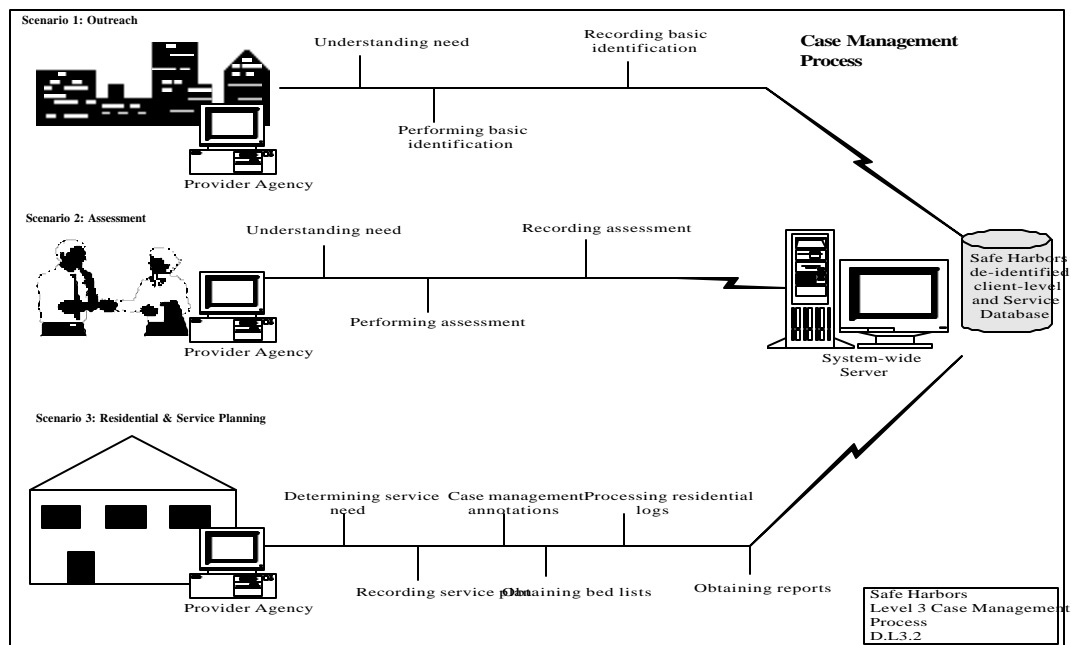 Scenario 1: Outreach
Understanding need
Recording basic
identification
Case Management
Process
Performing basic
identification
Provider Agency
Scenario 2: Assessment
Understanding need
Recording assessment
Performing assessment
Provider Agency
Safe Harbors
de-identified
client-level
and Service
Database
System-wide
Server
Scenario 3: Residential & Service Planning
Determining service
need
Case management
annotations
Processing residential
logs
Recording service plan
Obtaining bed lists
Obtaining reports
Provider Agency
Safe Harbors
Level 3 Case Management
Process
D.L3.2